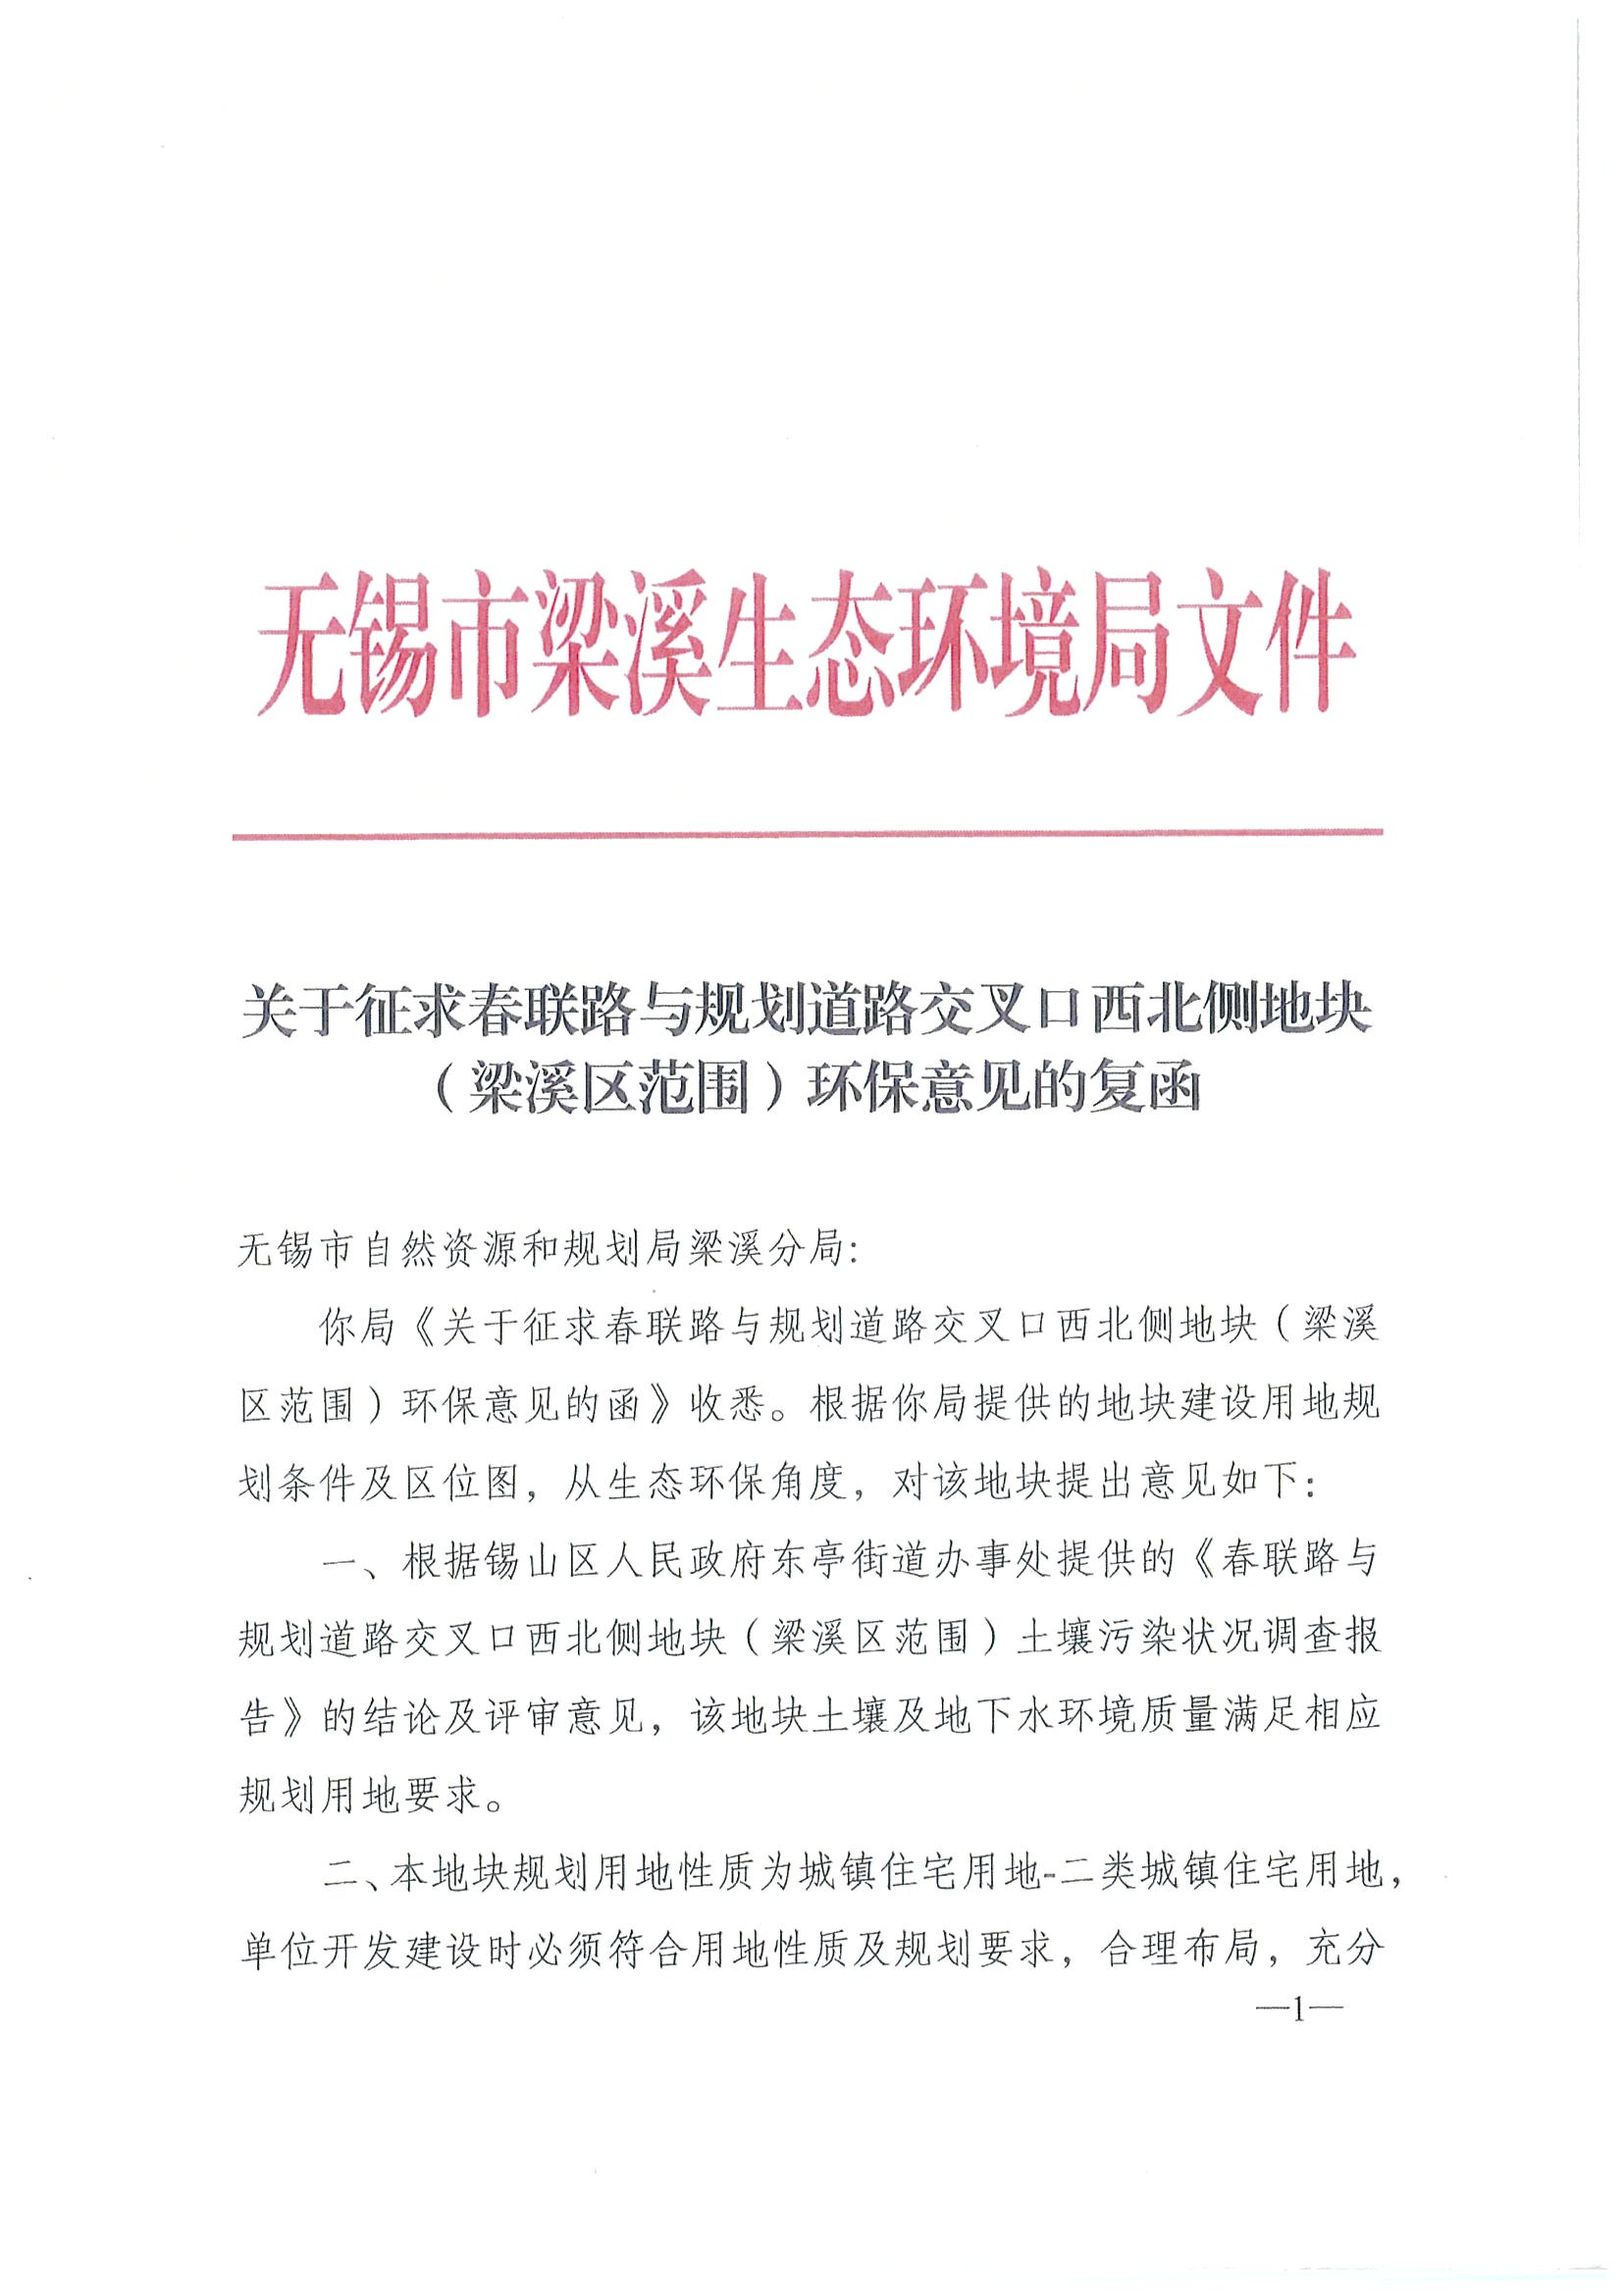 无锡市梁溪生态环境局文件
关于征求春联路与规划道路交叉口西北侧地块
（梁溪区范围）环保意见的复函
无锡市自然资源和规划局梁溪分局：
你局《关于征求春联路与规划道路交叉口西北侧地块（梁溪
区范围）环保意见的函》收悉。根据你局提供的地块建设用地规
划条件及区位图，从生态环保角度，对该地块提出意见如下：
一、根据锡山区人民政府东亭街道办事处提供的《春联路与
规划道路交叉口西北侧地块（梁溪区范围）土壤污染状况调查报
告》的结论及评审意见，该地块土壤及地下水环境质量满足相应
规划用地要求。
二、本地块规划用地性质为城镇住宅用地-二类城镇住宅用地，
单位开发建设时必须符合用地性质及规划要求，合理布局，充分
—1—